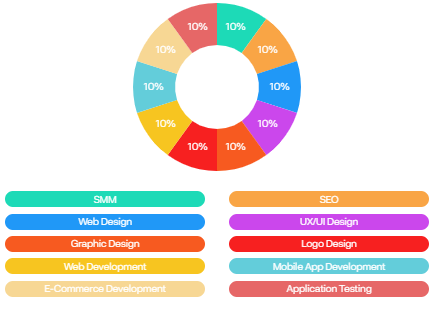 10% 10%
10% 10%
10% 10%
10% 10%
10% 10%
SMM SEO
Web Design UX/UI Design
Graphic Design Logo Design
Web Development Mobile App Development
E-Commerce Development Application Testing